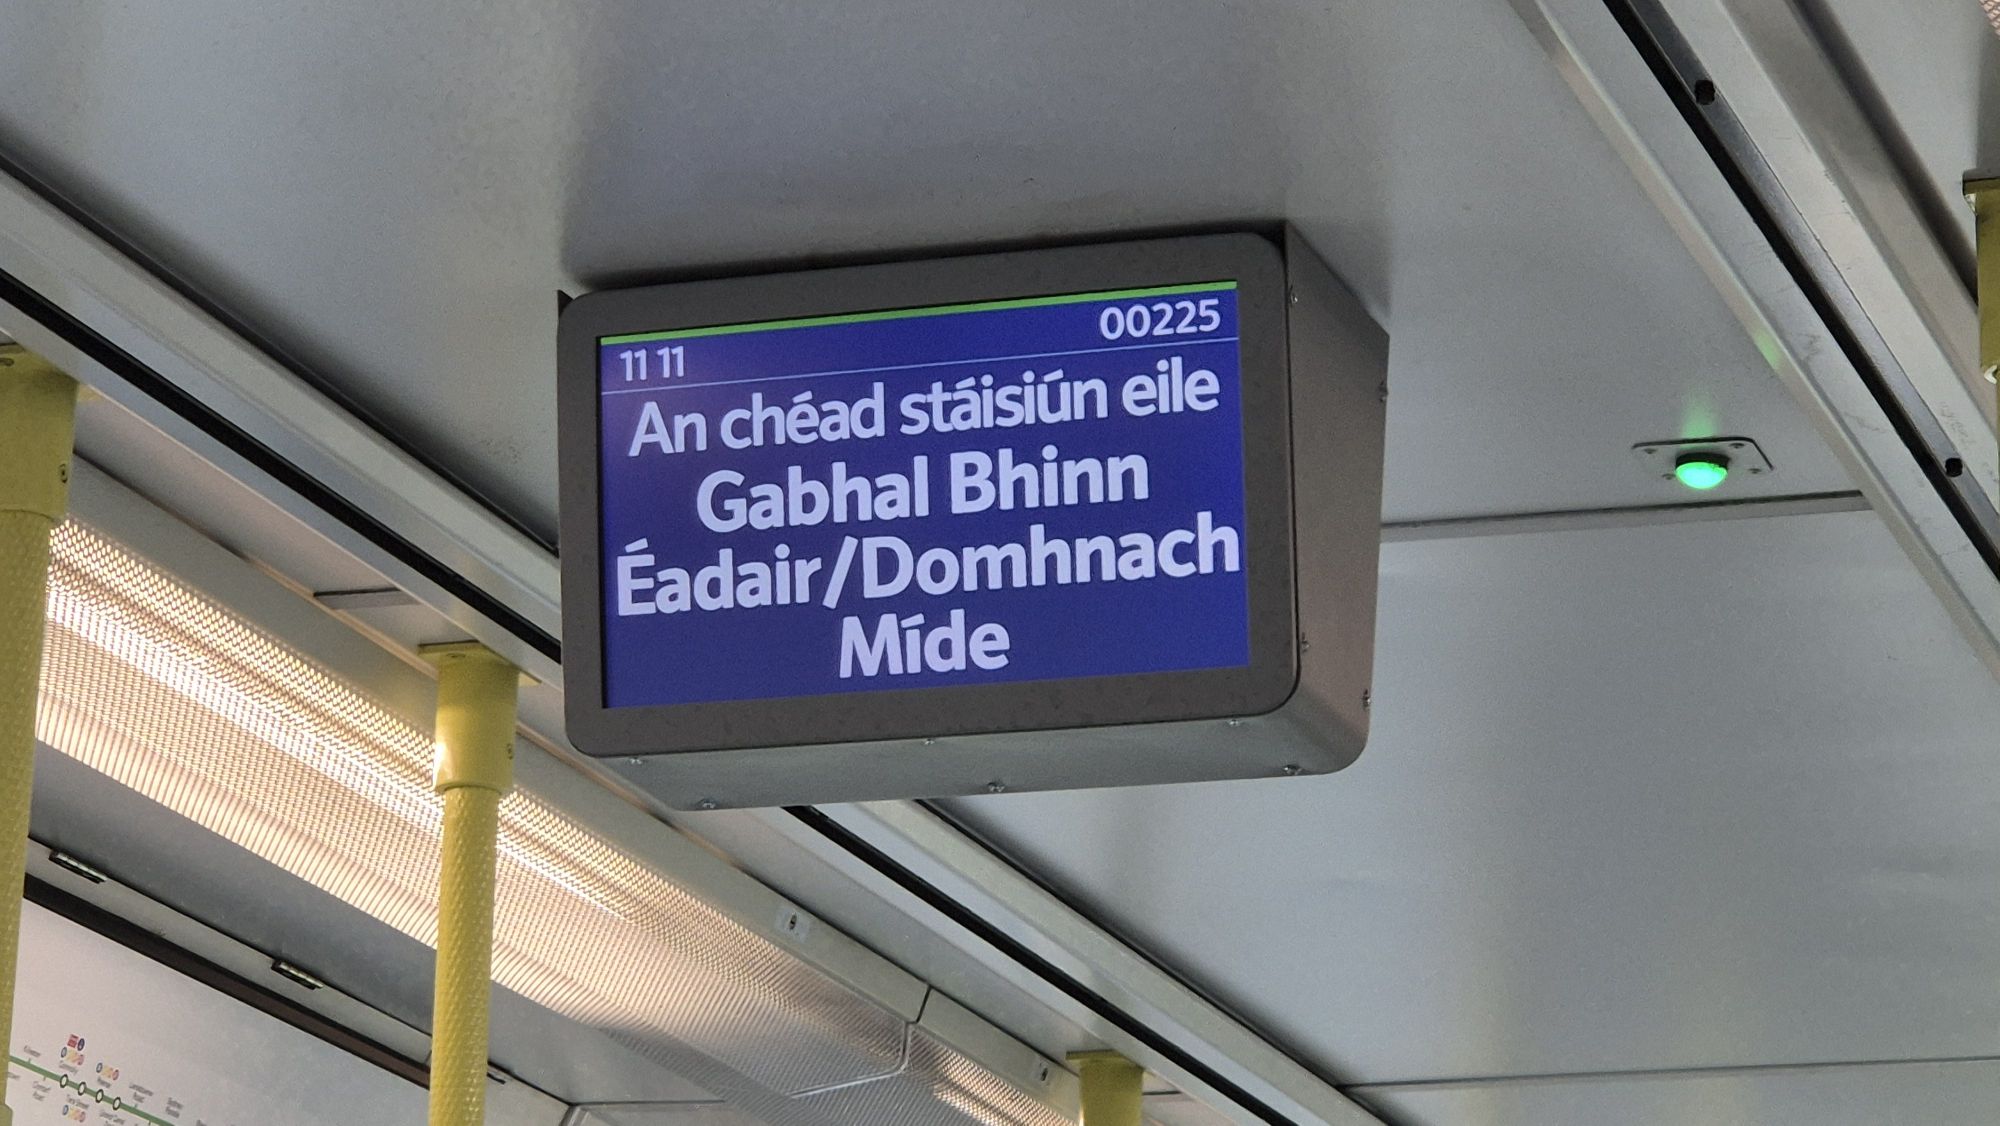 11 11
00225
An chéad stáisiún eile
Gabhal Bhinn
Éadair/Domhnach
Míde